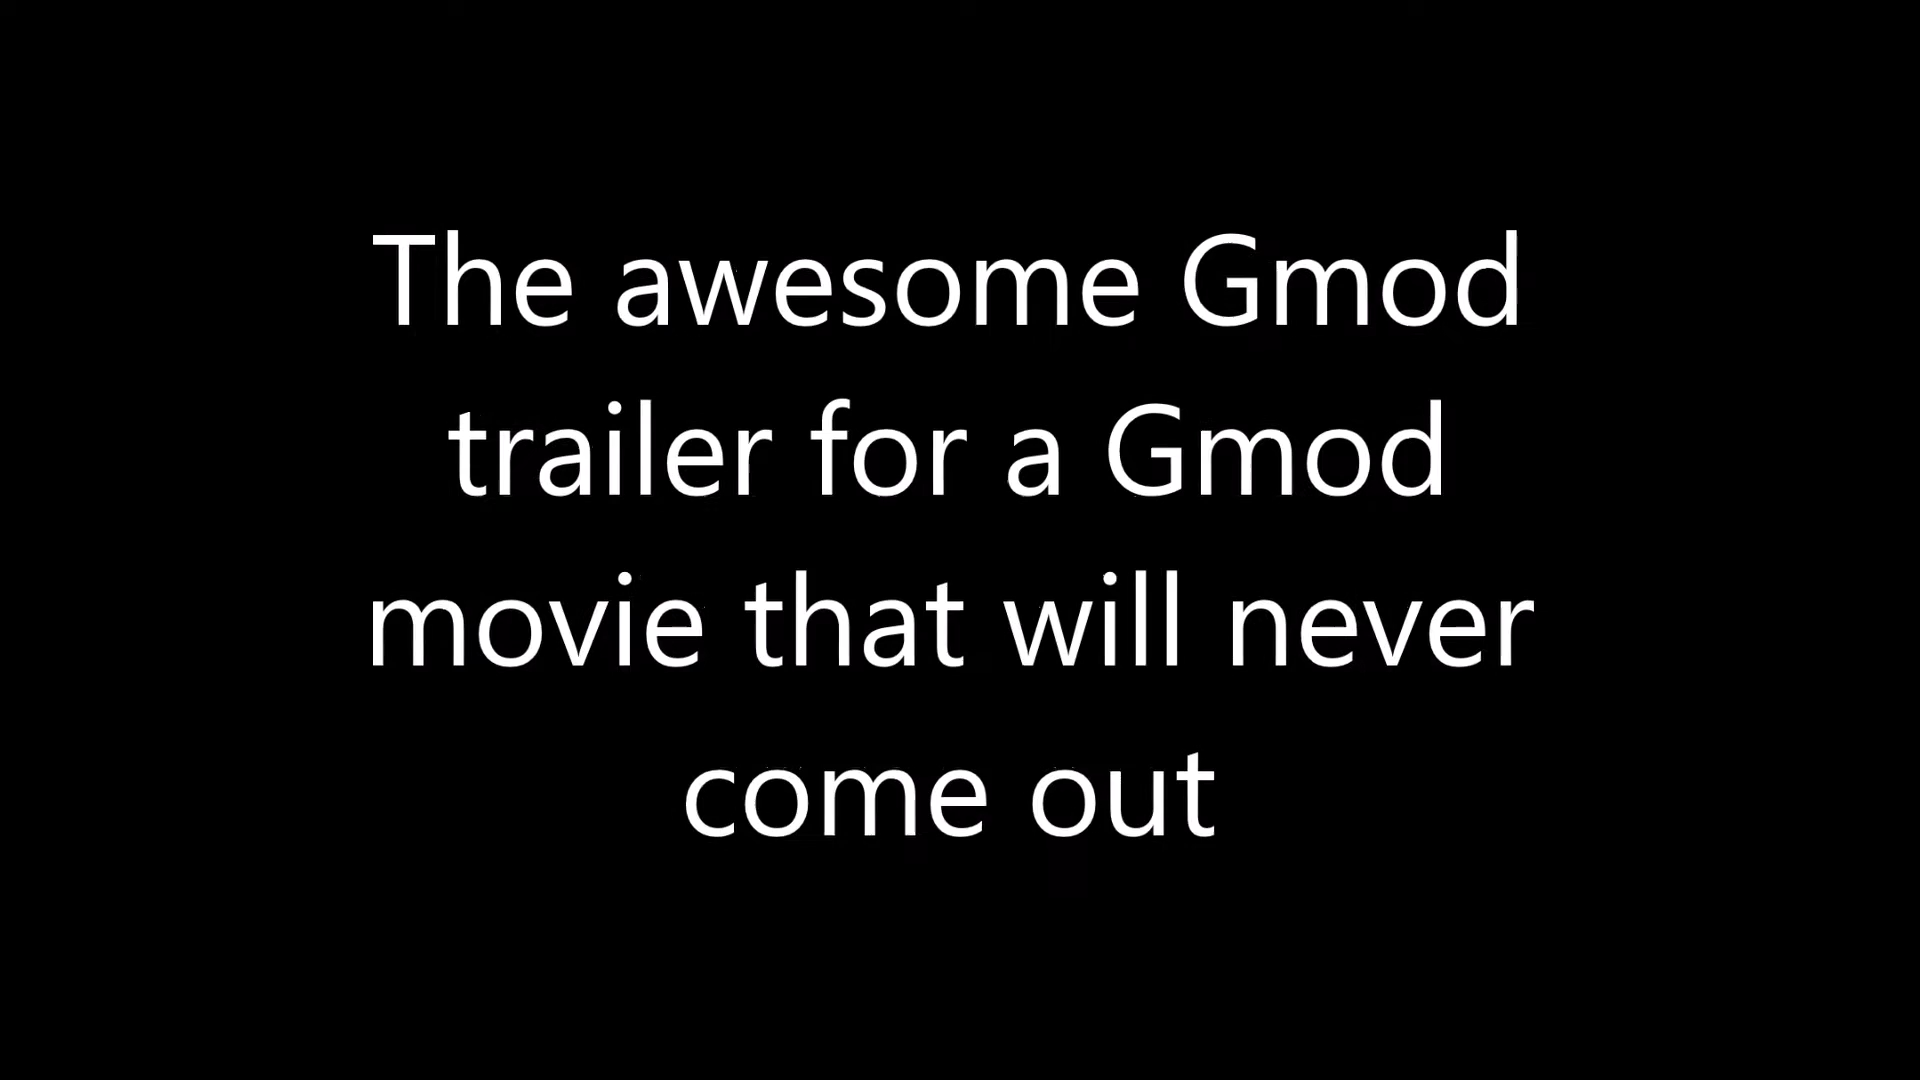 The awesome Gmod
trailer for a Gmod
movie that will never
come out